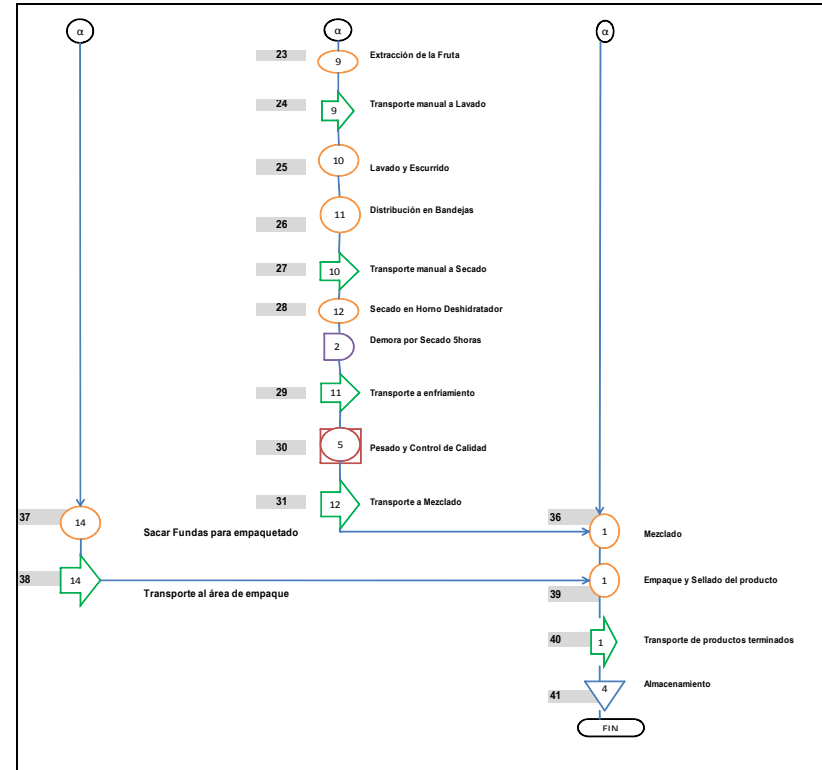 α α α
23 9 Extracción de la Fruta
24 9 Transporte manual a Lavado
25 10 Lavado y Escurrido
26 11 Distribución en Bandejas
27 10 Transporte manual a Secado
28 12 Secado en Horno Deshidratador
2 Demora por Secado 5horas
29 11 Transporte a enfriamiento
30 5 Pesado y Control de Calidad
31 12 Transporte a Mezclado
37 14 Sacar Fundas para empaquetado
36 1 Mezclado
38 14 Transporte al área de empaque
39 1 Empaque y Sellado del producto
40 1 Transporte de productos terminados
41 4 Almacenamiento
FIN